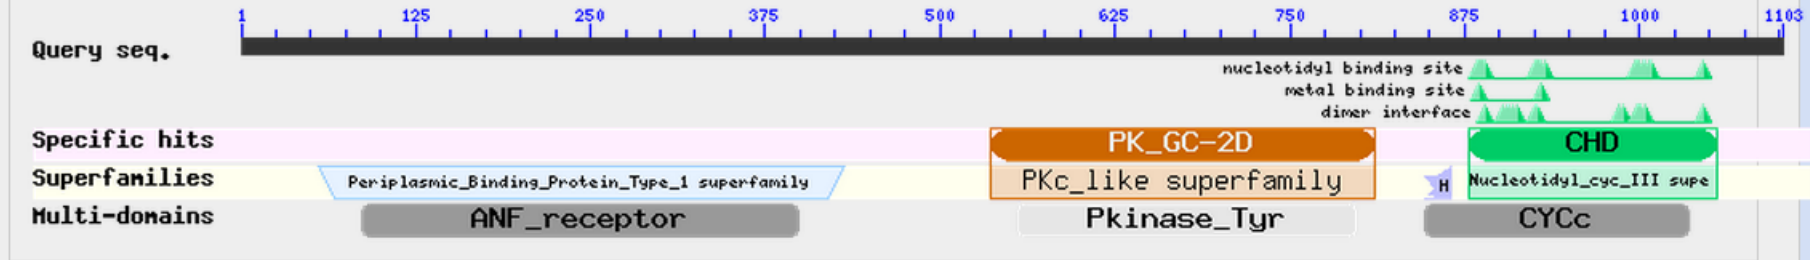 1 125 250 375 500 625 750 875 1000 1103
Query seq.
nucleotidyl binding site
metal binding site
dimer interface
Specific hits PK_GC-2D CHD
Superfamilies Periplasmic_Binding_Protein_Type_1 superfamily PKc_like superfamily H Nucleotidyl_cyc_III supe
Multi-domains ANF_receptor Pkinase_Tyr CYCc